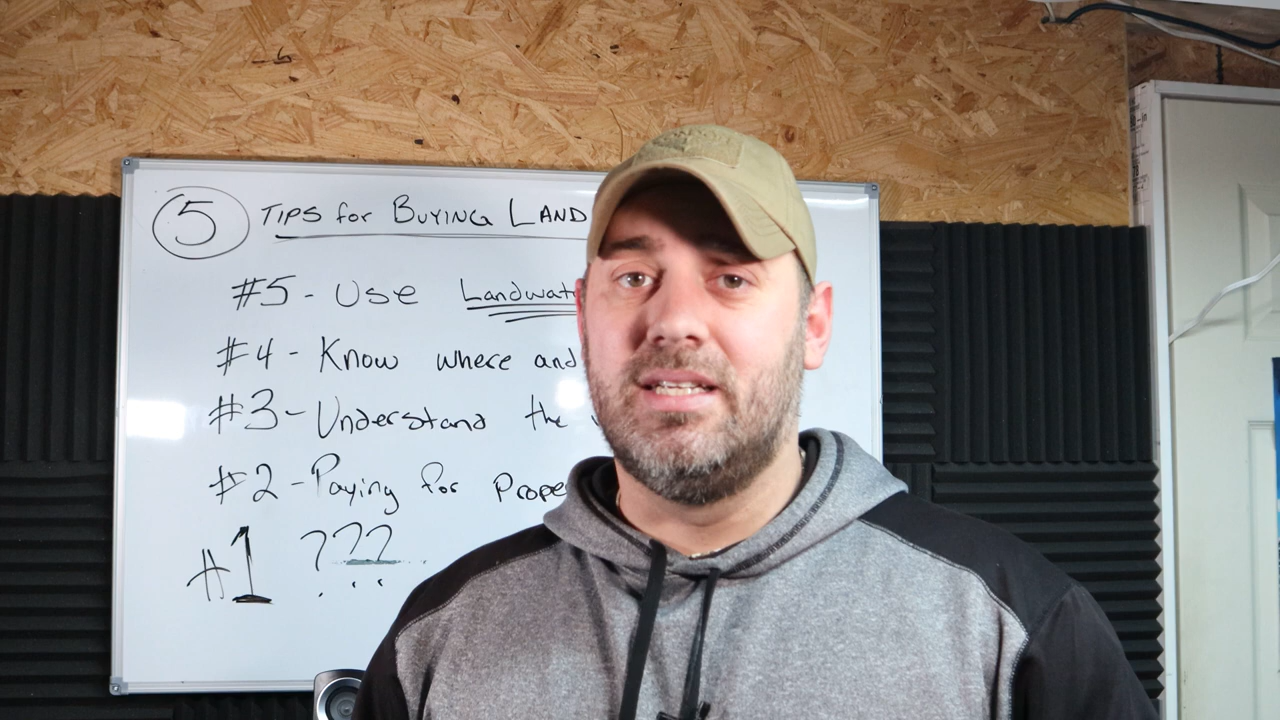 5 TIPS for BUYING LAND
#5 - Use
#4 - Know where and
#3 - Understand the
#2 - Paying for
#1 ???